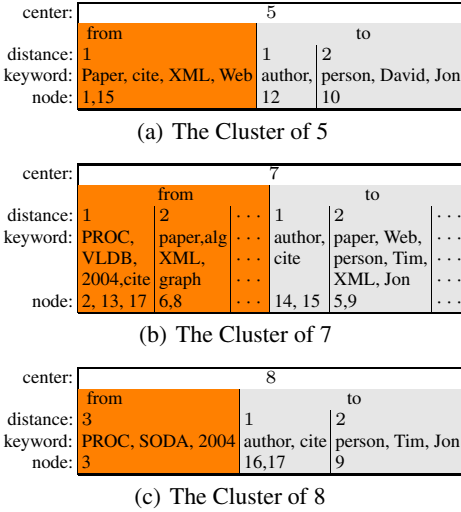 center: 5
from to
distance: 1 1 2
keyword: Paper, cite, XML, Web author, person, David, Jon
node: 1,15 12 10
(a) The Cluster of 5
center: 7
from to
distance: 1 2 · · · 1 2 · · ·
keyword: PROC, paper,alg · · · author, paper, Web, · · ·
VLDB, XML, · · · cite person, Tim, · · ·
2004,cite graph · · · XML, Jon · · ·
node: 2, 13, 17 6,8 · · · 14, 15 5,9 · · ·
(b) The Cluster of 7
center: 8
from to
distance: 3 1 2
keyword: PROC, SODA, 2004 author, cite person, Tim, Jon
node: 3 16,17 9
(c) The Cluster of 8